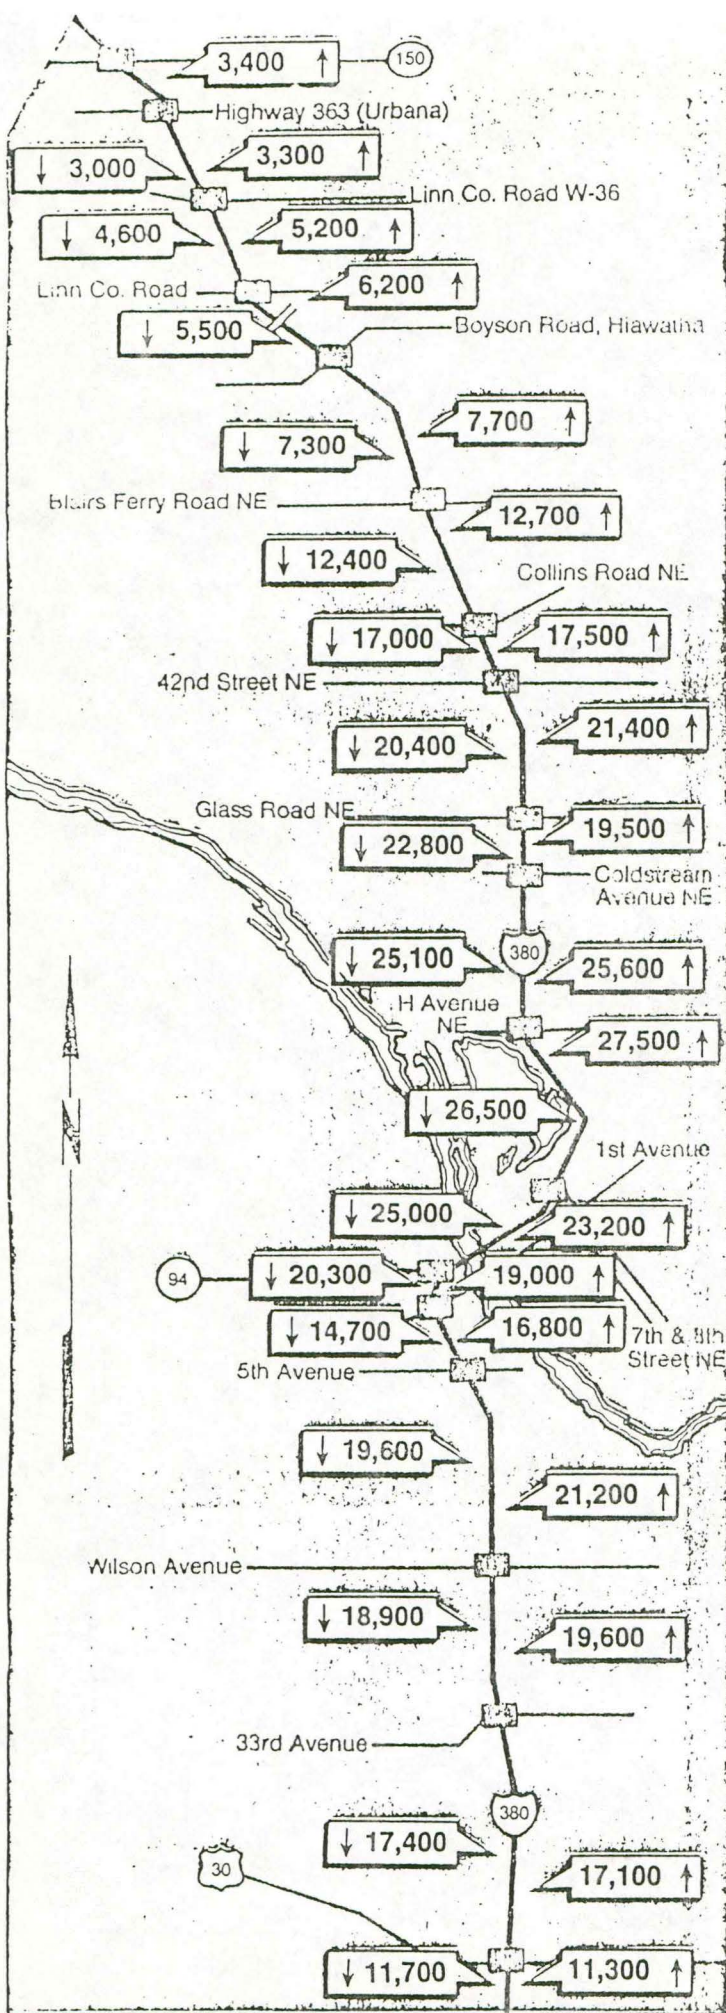 3,400 ↑
150
Highway 363 (Urbana)
↓ 3,000
3,300 ↑
Linn Co. Road W-36
↓ 4,600
5,200 ↑
Linn Co. Road
6,200 ↑
↓ 5,500
Boyson Road, Hiawatha
7,700 ↑
↓ 7,300
Blairs Ferry Road NE
12,700 ↑
↓ 12,400
Collins Road NE
↓ 17,000
17,500 ↑
42nd Street NE
21,400 ↑
↓ 20,400
Glass Road NE
19,500 ↑
↓ 22,800
Coldstream
Avenue NE
380
↓ 25,100
25,600 ↑
H Avenue
NE
27,500 ↑
N
↓ 26,500
1st Avenue
↓ 25,000
23,200 ↑
94
↓ 20,300
19,000 ↑
↓ 14,700
16,800 ↑
7th & 8th
Street NE
5th Avenue
↓ 19,600
21,200 ↑
Wilson Avenue
↓ 18,900
19,600 ↑
33rd Avenue
380
↓ 17,400
30
17,100 ↑
↓ 11,700
11,300 ↑